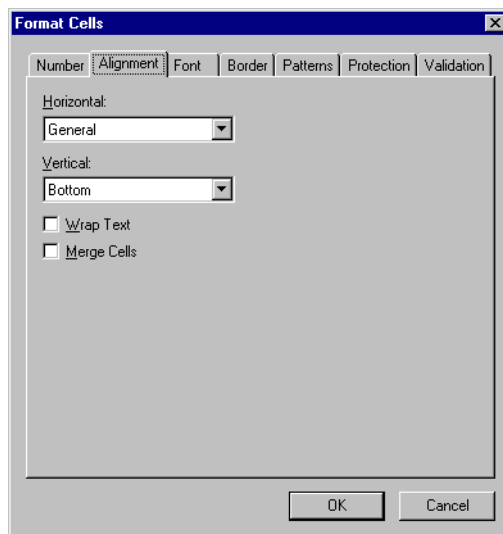 Format Cells
Number Alignment Font Border Patterns Protection Validation
Horizontal:
General
Vertical:
Bottom
Wrap Text
Merge Cells
OK Cancel